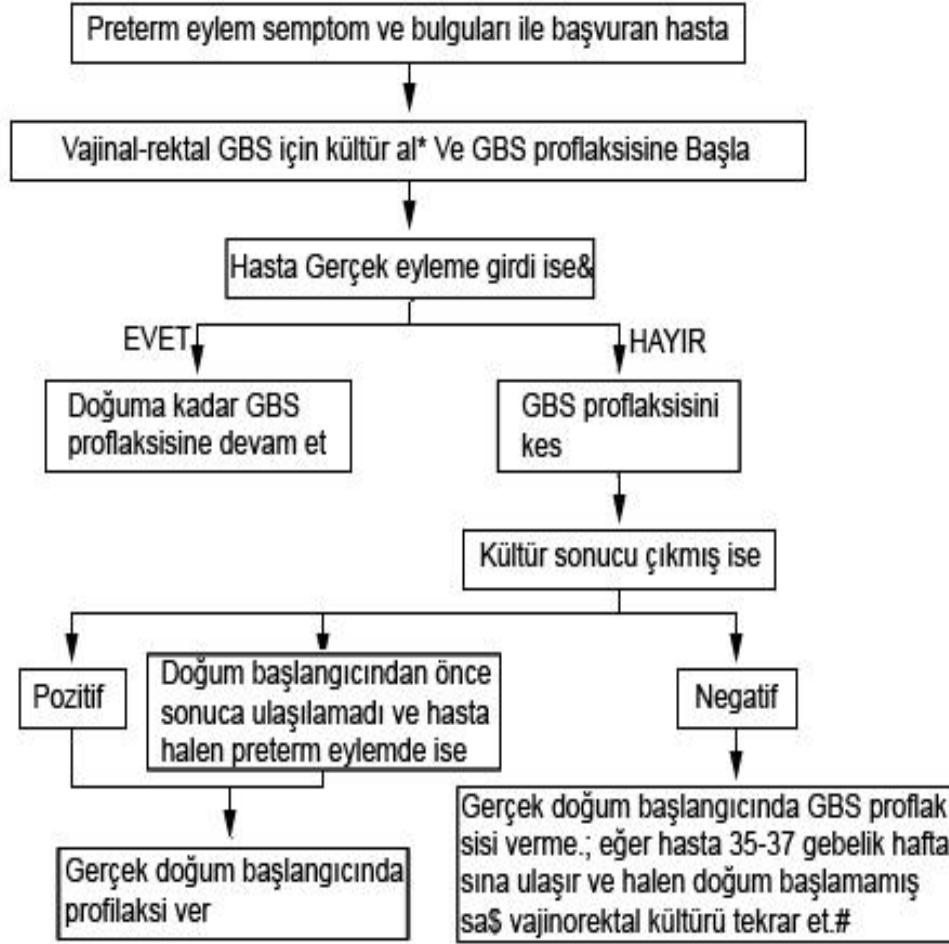 Preterm eylem semptom ve bulguları ile başvuran hasta
Vajinal-rektal GBS için kültür al* Ve GBS proflaksisine Başla
Hasta Gerçek eyleme girdi ise&
EVET
HAYIR
Doğuma kadar GBS
proflaksisine devam et
GBS proflaksisini
kes
Kültür sonucu çıkmış ise
Pozitif
Doğum başlangıcından önce
sonuca ulaşılamadı ve hasta
halen preterm eylemde ise
Negatif
Gerçek doğum başlangıcında
profilaksi ver
Gerçek doğum başlangıcında GBS proflak
sisi verme.; eğer hasta 35-37 gebelik hafta
sına ulaşır ve halen doğum başlamamış
sa$ vajinorektal kültürü tekrar et.#